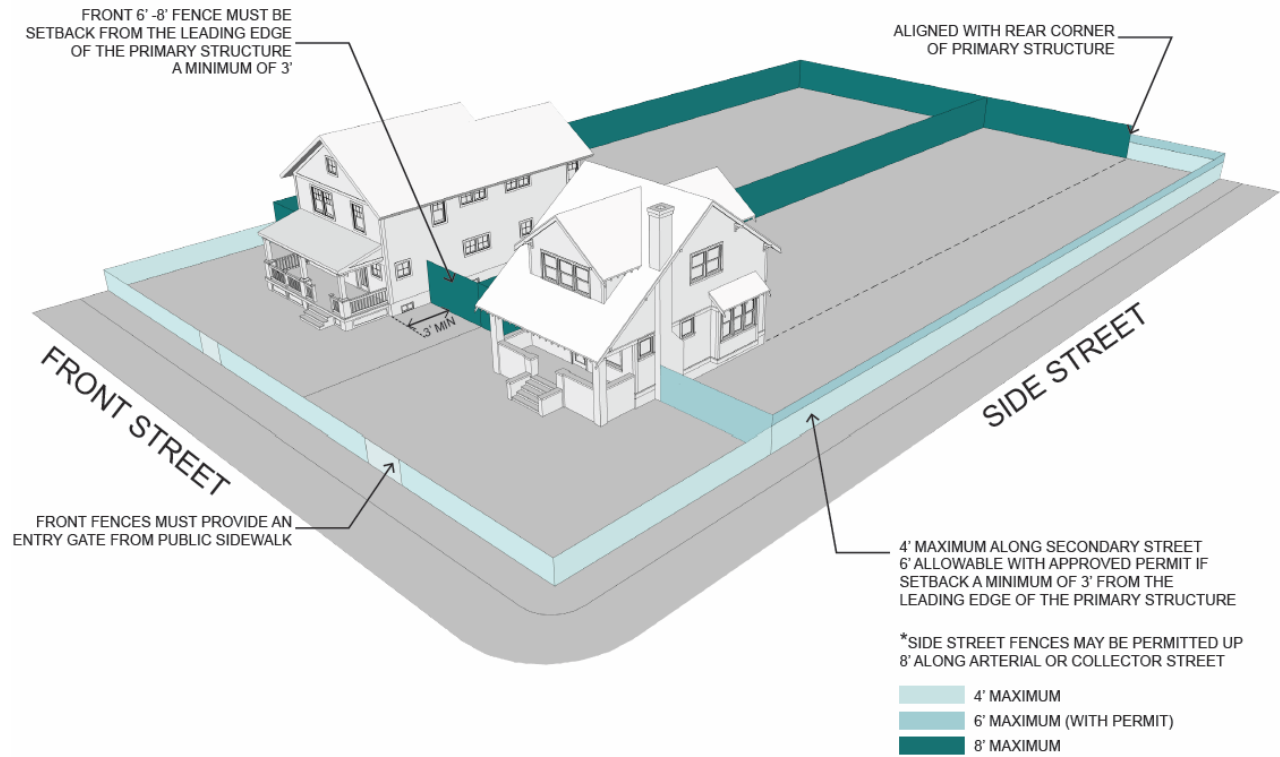 FRONT 6' -8' FENCE MUST BE
SETBACK FROM THE LEADING EDGE
OF THE PRIMARY STRUCTURE
A MINIMUM OF 3'
ALIGNED WITH REAR CORNER
OF PRIMARY STRUCTURE
3' MIN
FRONT STREET
SIDE STREET
FRONT FENCES MUST PROVIDE AN
ENTRY GATE FROM PUBLIC SIDEWALK
4' MAXIMUM ALONG SECONDARY STREET
6' ALLOWABLE WITH APPROVED PERMIT IF
SETBACK A MINIMUM OF 3' FROM THE
LEADING EDGE OF THE PRIMARY STRUCTURE
*SIDE STREET FENCES MAY BE PERMITTED UP
8' ALONG ARTERIAL OR COLLECTOR STREET
4' MAXIMUM
6' MAXIMUM (WITH PERMIT)
8' MAXIMUM